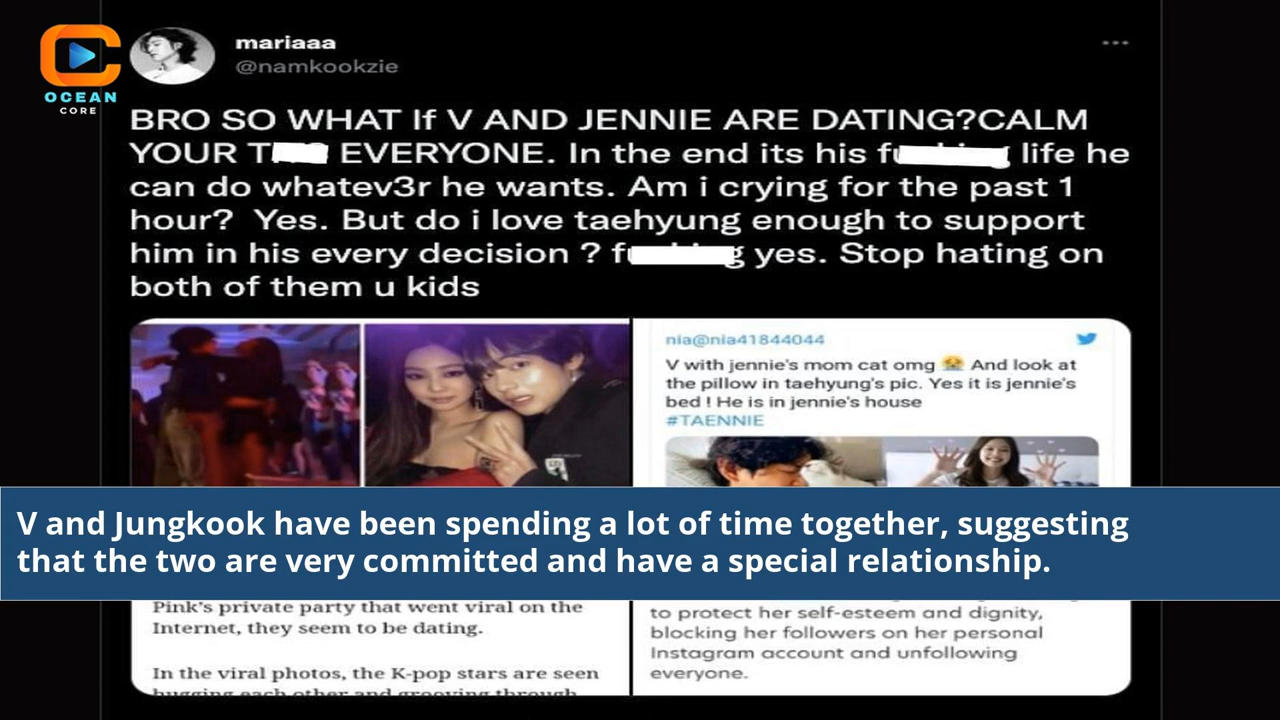 OCEAN
CORE
mariaaa
@namkookzie
BRO SO WHAT If V AND JENNIE ARE DATING?CALM
YOUR T EVERYONE. In the end its his fu g life he
can do whatev3r he wants. Am i crying for the past 1
hour? Yes. But do i love taehyung enough to support
him in his every decision ? f g yes. Stop hating on
both of them u kids
nia@nia41844044
V with jennie's mom cat omg 😭 And look at
the pillow in taehyung's pic. Yes it is jennie's
bed ! He is in jennie's house
#TAENNIE
V and Jungkook have been spending a lot of time together, suggesting
that the two are very committed and have a special relationship.
Pink's private party that went viral on the
Internet, they seem to be dating.
In the viral photos, the K-pop stars are seen
hugging each other and grooving through
to protect her self-esteem and dignity,
blocking her followers on her personal
Instagram account and unfollowing
everyone.